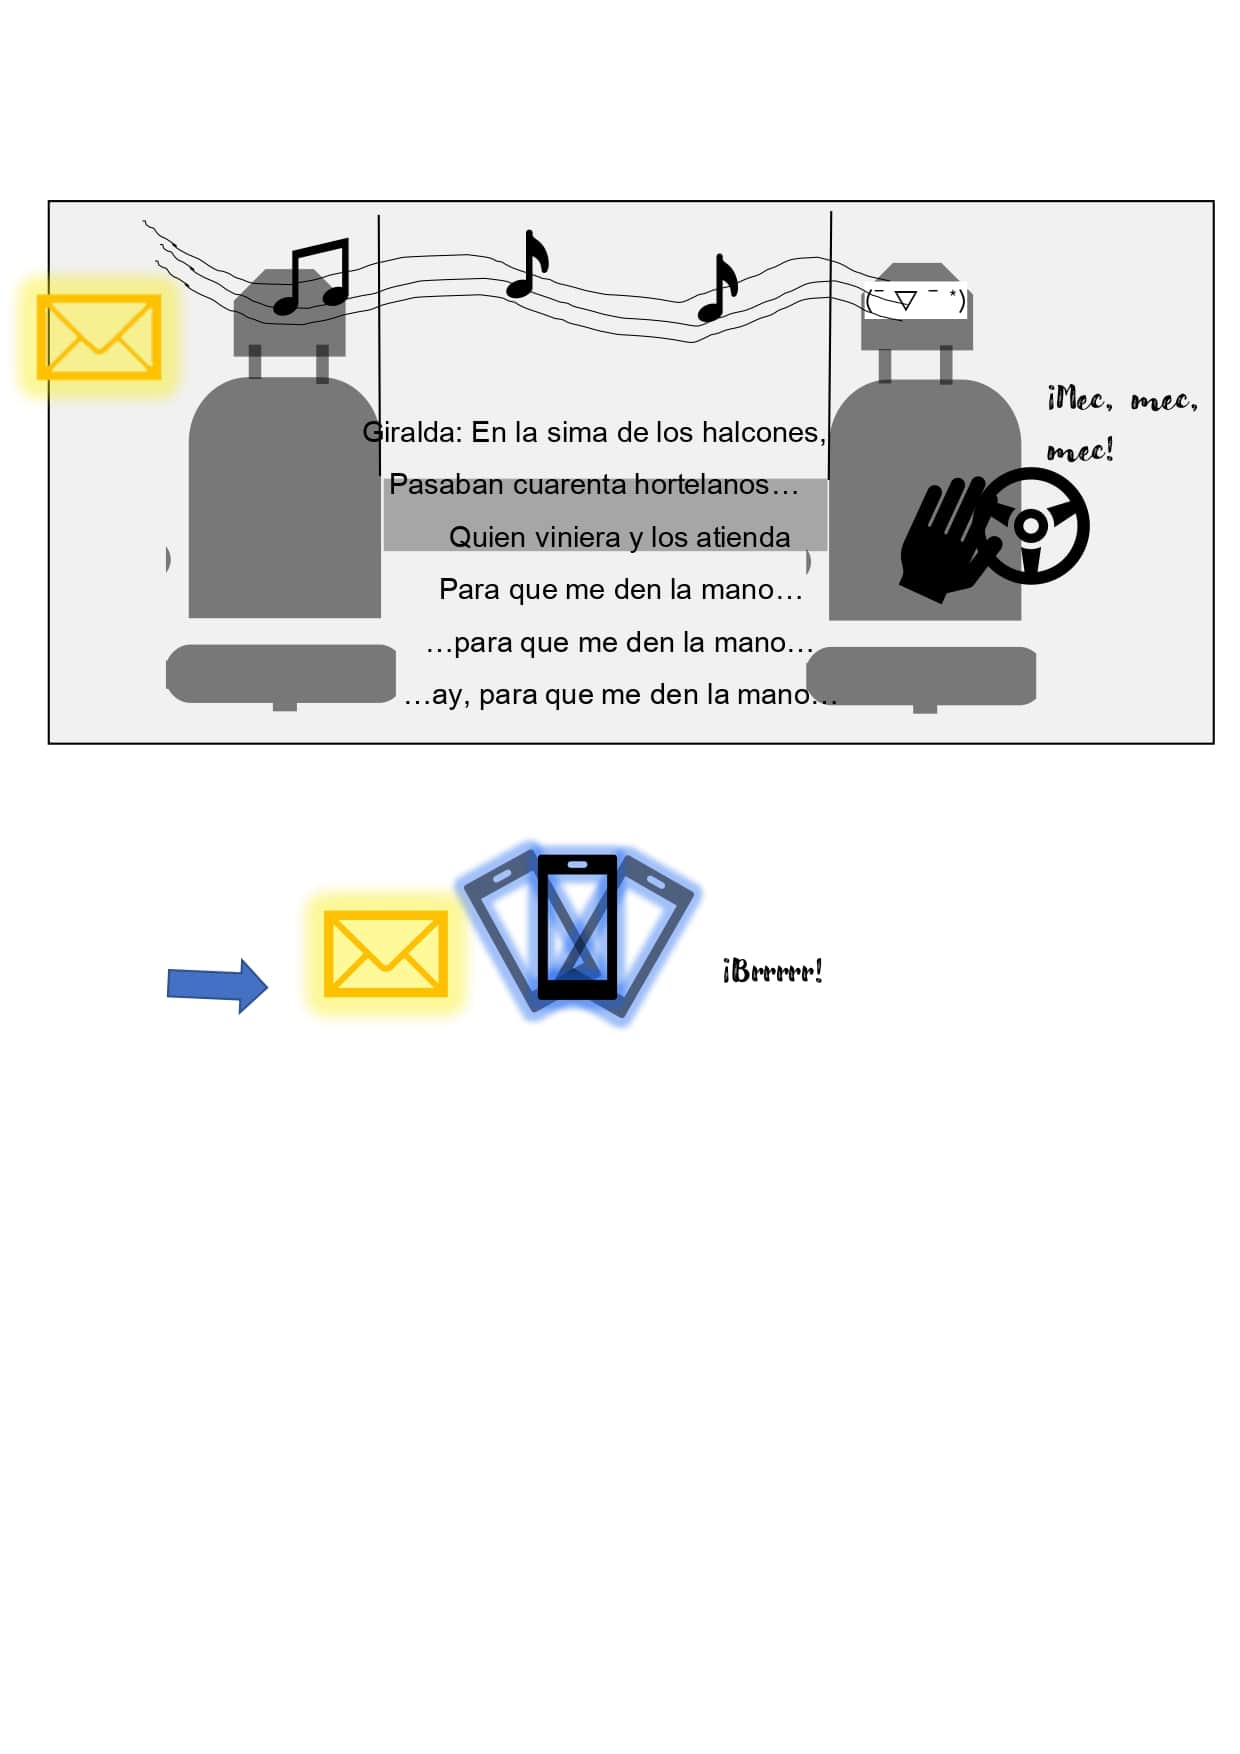 (¯ ▽ ¯ *)
¡Mec, mec,
mec!
Giralda: En la sima de los halcones,
Pasaban cuarenta hortelanos…
Quien viniera y los atienda
Para que me den la mano…
…para que me den la mano…
…ay, para que me den la mano…
¡Brrrrr!